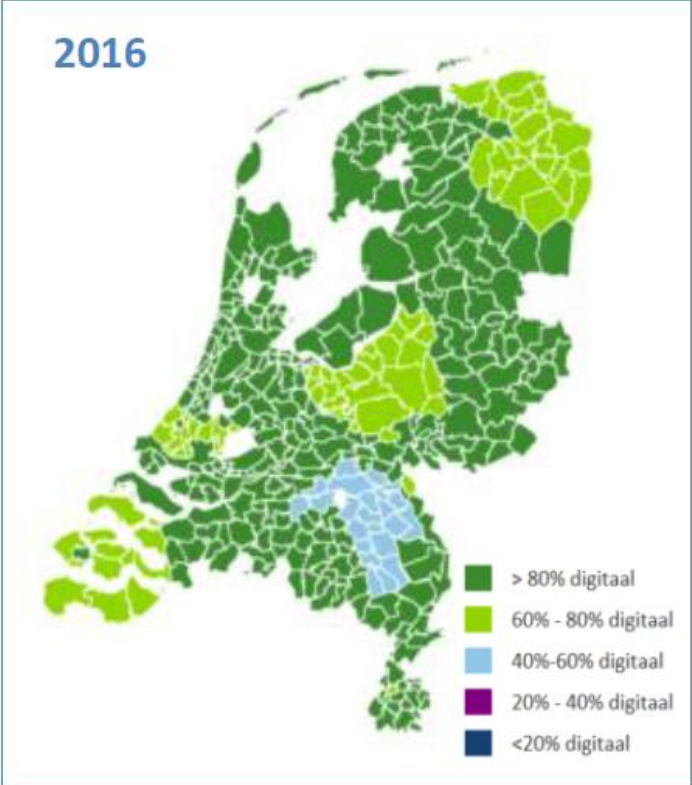 2016
> 80% digitaal
60% - 80% digitaal
40%-60% digitaal
20% - 40% digitaal
<20% digitaal